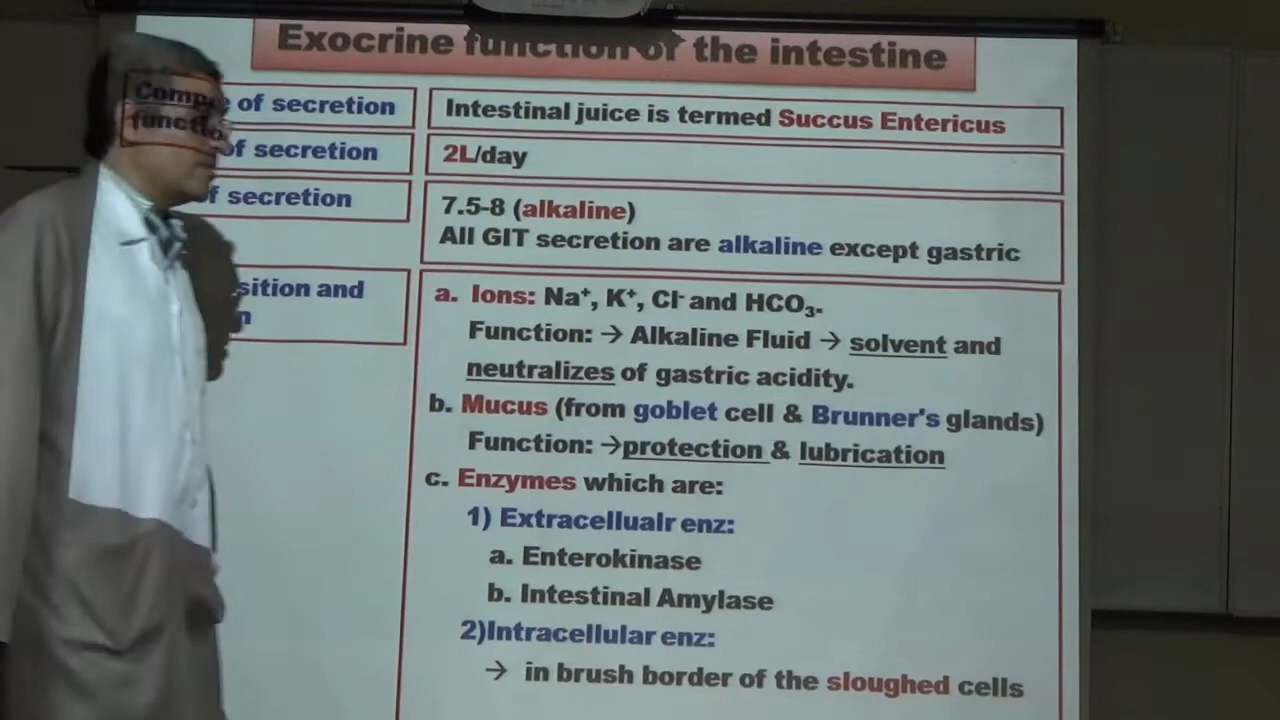 Exocrine function of the intestine
of secretion
Intestinal juice is termed Succus Entericus
of secretion
2L/day
of secretion
7.5-8 (alkaline)
All GIT secretion are alkaline except gastric
sition and
n
a. Ions: Na⁺, K⁺, Cl⁻ and HCO₃-
Function: → Alkaline Fluid → solvent and
neutralizes of gastric acidity.
b. Mucus (from goblet cell & Brunner's glands)
Function: →protection & lubrication
c. Enzymes which are:
1) Extracellualr enz:
a. Enterokinase
b. Intestinal Amylase
2)Intracellular enz:
→ in brush border of the sloughed cells